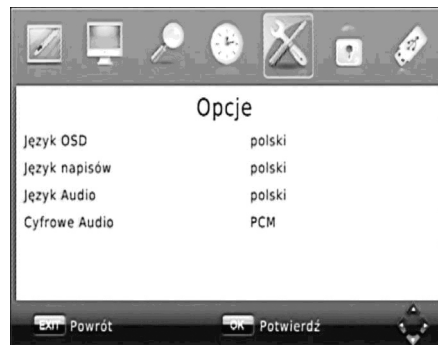 Opcje
Język OSD polski
Język napisów polski
Język Audio polski
Cyfrowe Audio PCM
EXIT Powrót OK Potwierdź